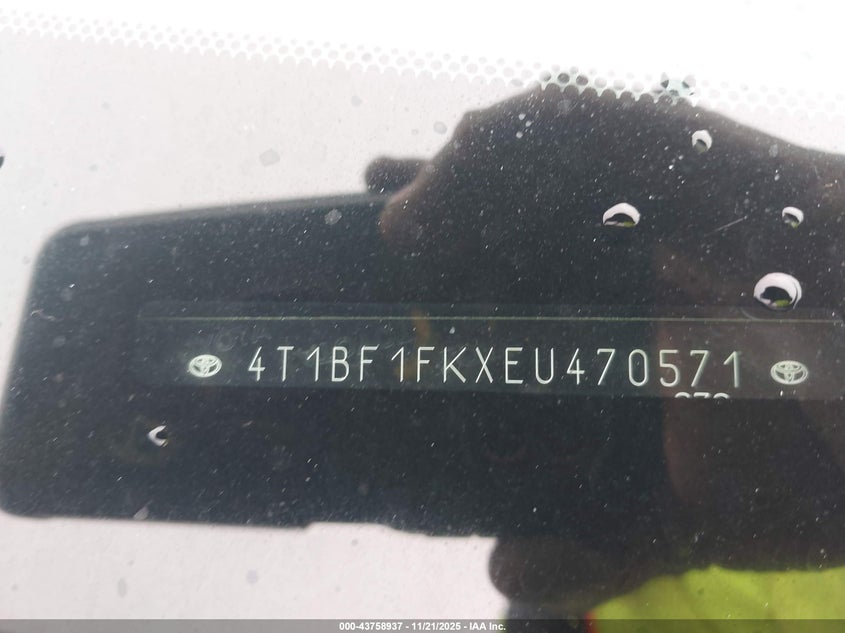 4T1BF1FKXEU470571
000-43758937 - 11/21/2025 - IAA Inc.